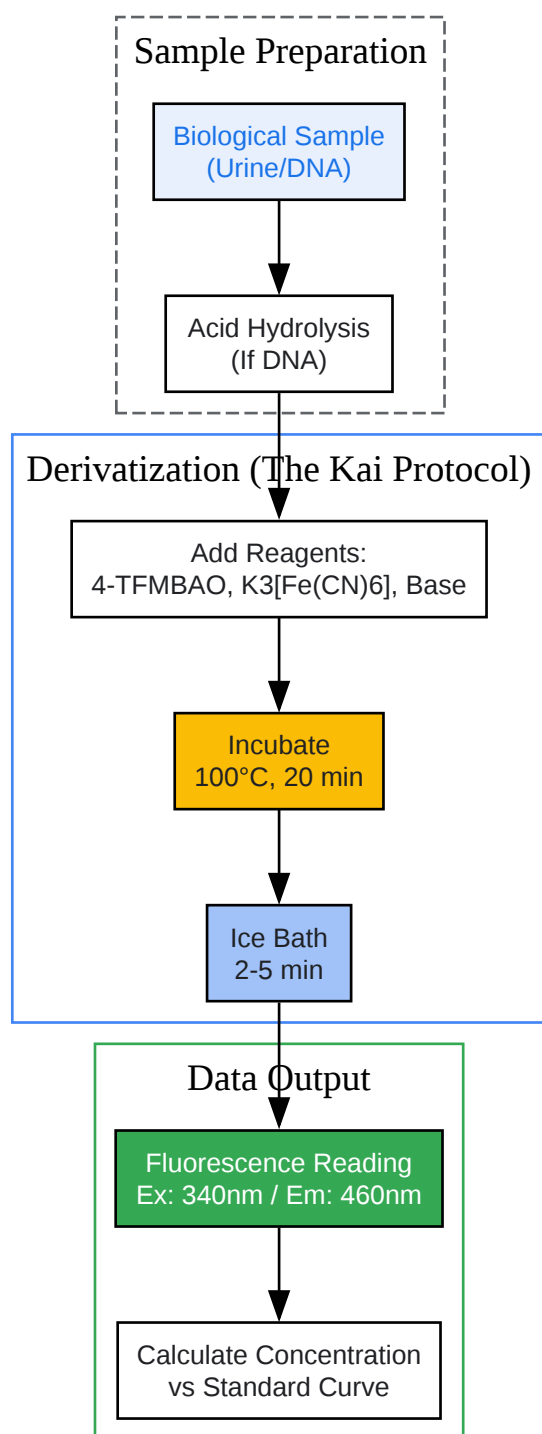 Sample Preparation
Biological Sample
(Urine/DNA)
Acid Hydrolysis
(If DNA)
Derivatization (The Kai Protocol)
Add Reagents:
4-TFMBAO, K3[Fe(CN)6], Base
Incubate
100°C, 20 min
Ice Bath
2-5 min
Data Output
Fluorescence Reading
Ex: 340nm / Em: 460nm
Calculate Concentration
vs Standard Curve